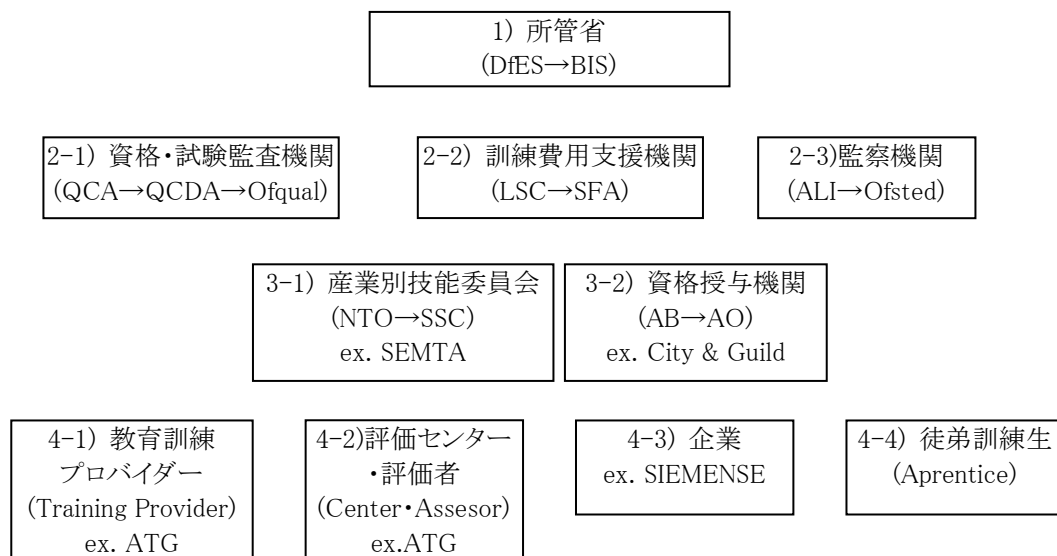 1) 所管省
(DfES→BIS)
2-1) 資格・試験監査機関
(QCA→QCDA→Ofqual)
2-2) 訓練費用支援機関
(LSC→SFA)
2-3)監察機関
(ALI→Ofsted)
3-1) 産業別技能委員会
(NTO→SSC)
ex. SEMTA
3-2) 資格授与機関
(AB→AO)
ex. City & Guild
4-1) 教育訓練
プロバイダー
(Training Provider)
ex. ATG
4-2)評価センター
・評価者
(Center・Assesor)
ex.ATG
4-3) 企業
ex. SIEMENSE
4-4) 徒弟訓練生
(Aprentice)